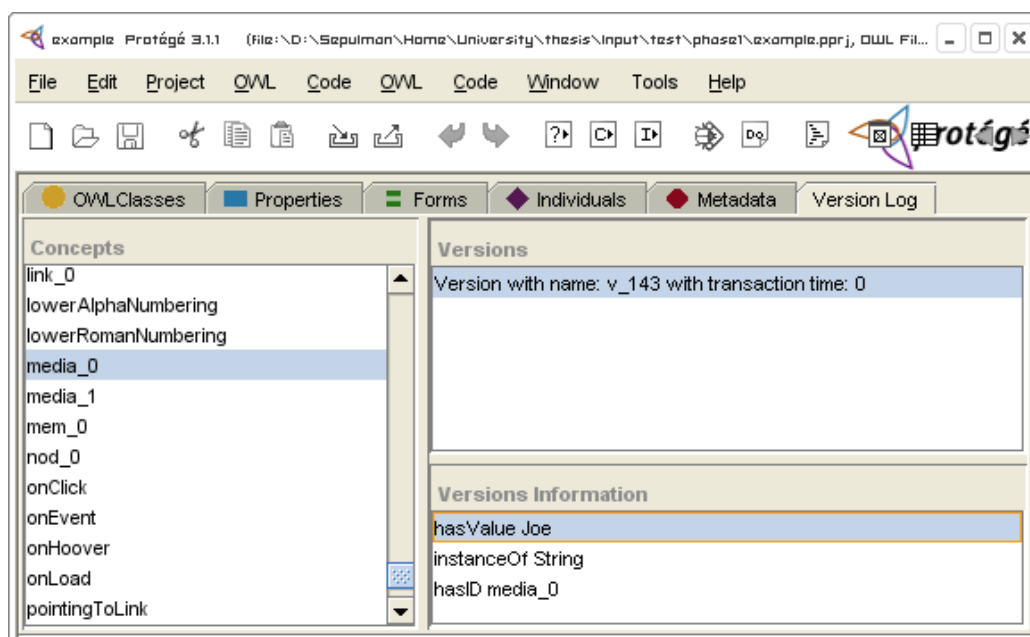 example Protégé 3.1.1 (file:\D:\Sepulman\Home\University\thesis\Input\test\phase1\example.pprj, OWL Fil...
File Edit Project OWL Code OWL Code Window Tools Help
protégé
OWLClasses Properties Forms Individuals Metadata Version Log
Concepts
link_0
lowerAlphaNumbering
lowerRomanNumbering
media_0
media_1
mem_0
nod_0
onClick
onEvent
onHoover
onLoad
pointingToLink
Versions
Version with name: v_143 with transaction time: 0
Versions Information
hasValue Joe
instanceOf String
hasID media_0